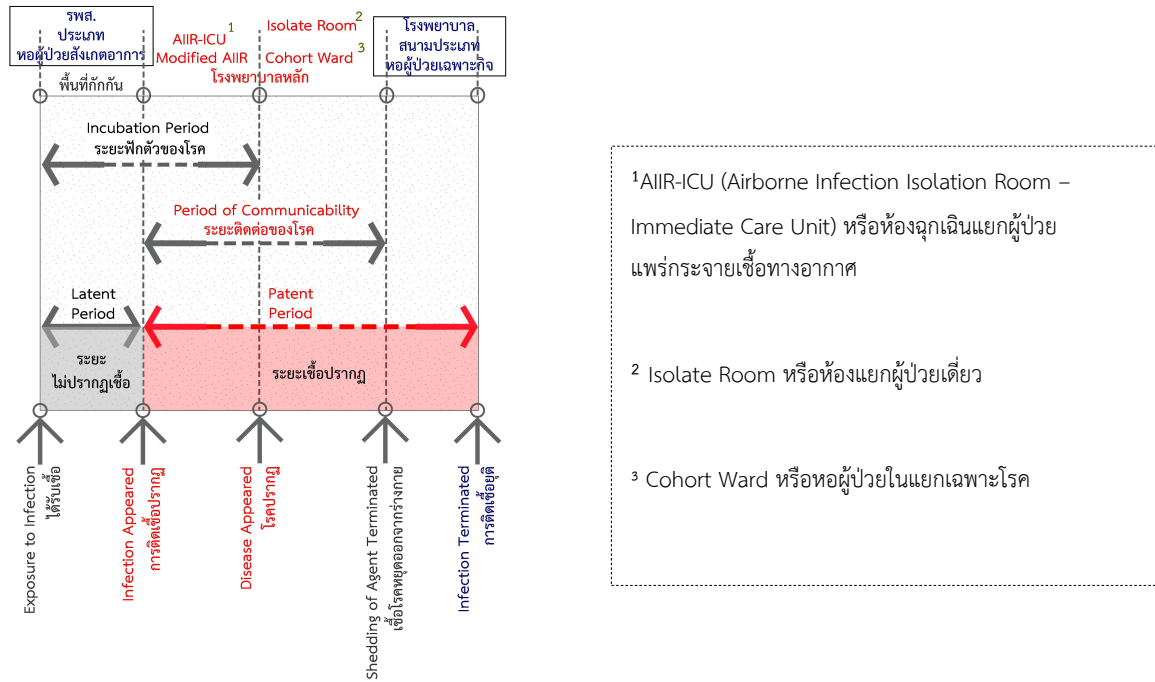 รพส.
ประเภท
หอผู้ป่วยสังเกตอาการ
พื้นที่กักกัน
AIIR-ICU 1
Modified AIIR
Isolate Room 2
Cohort Ward 3
โรงพยาบาลหลัก
โรงพยาบาล
สนามประเภท
หอผู้ป่วยเฉพาะกิจ
Incubation Period
ระยะฟักตัวของโรค
Period of Communicability
ระยะติดต่อของโรค
Latent
Period
Patent
Period
ระยะ
ไม่ปรากฏเชื้อ
ระยะเชื้อปรากฏ
Exposure to Infection
ได้รับเชื้อ
Infection Appeared
การติดเชื้อปรากฏ
Disease Appeared
โรคปรากฏ
Shedding of Agent Terminated
เชื้อโรคหยุดออกจากร่างกาย
Infection Terminated
การติดเชื้อยุติ
¹AIIR-ICU (Airborne Infection Isolation Room –
Immediate Care Unit) หรือห้องฉุกเฉินแยกผู้ป่วย
แพร่กระจายเชื้อทางอากาศ
² Isolate Room หรือห้องแยกผู้ป่วยเดี่ยว
³ Cohort Ward หรือหอผู้ป่วยในแยกเฉพาะโรค